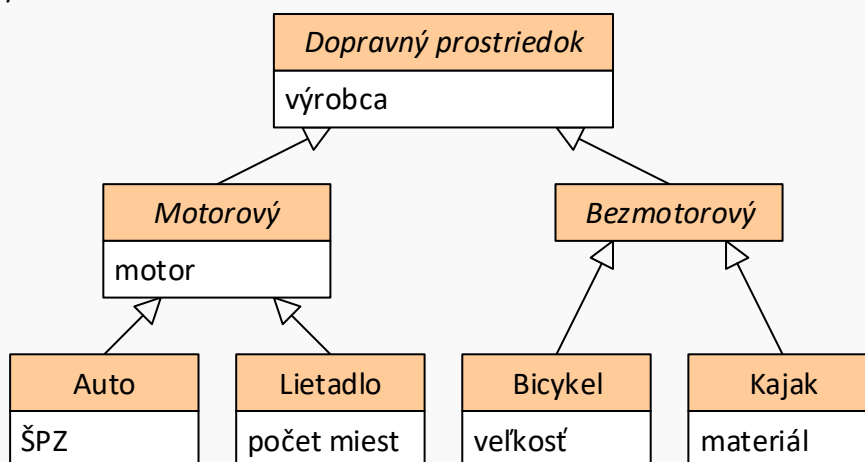 Dopravný prostriedok
výrobca
Motorový
Bezmotorový
motor
Auto
Lietadlo
Bicykel
Kajak
ŠPZ
počet miest
veľkosť
materiál